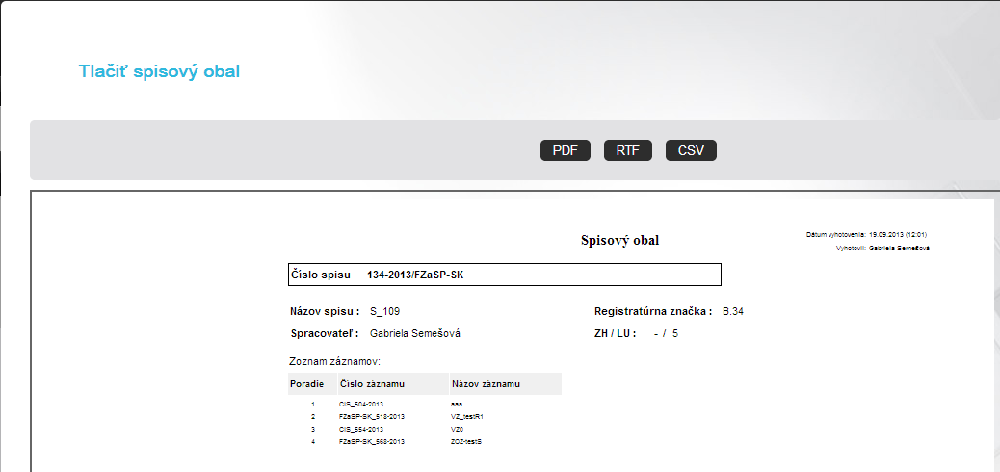 Tlačiť spisový obal
PDF RTF CSV
Spisový obal
Dátum vyhotovenia: 19.09.2013 (12:01)
Vyhotovil: Gabriela Semešová
Číslo spisu 134-2013/FZaSP-SK
Názov spisu : S_109 Registratúrna značka : B.34
Spracovateľ : Gabriela Semešová ZH / LU : - / 5
Zoznam záznamov:
Poradie Číslo záznamu Názov záznamu
1 CIS_504-2013 aaa
2 FZaSP-SK_518-2013 VZ_testR1
3 CIS_554-2013 VZ0
4 FZaSP-SK_568-2013 ZOZ-testS